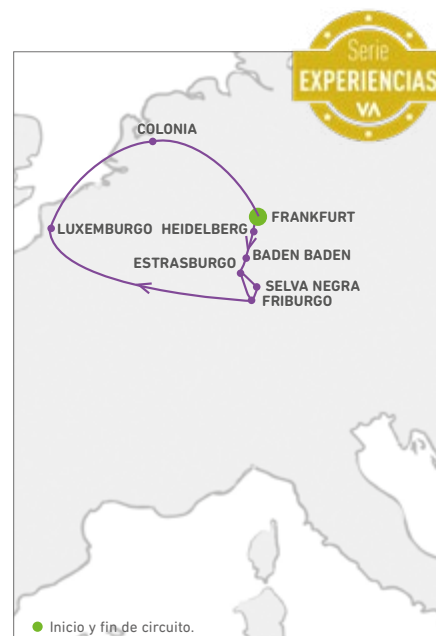 Serie
EXPERIENCIAS
VA
COLONIA
FRANKFURT
LUXEMBURGO
HEIDELBERG
BADEN BADEN
ESTRASBURGO
SELVA NEGRA
FRIBURGO
Inicio y fin de circuito.